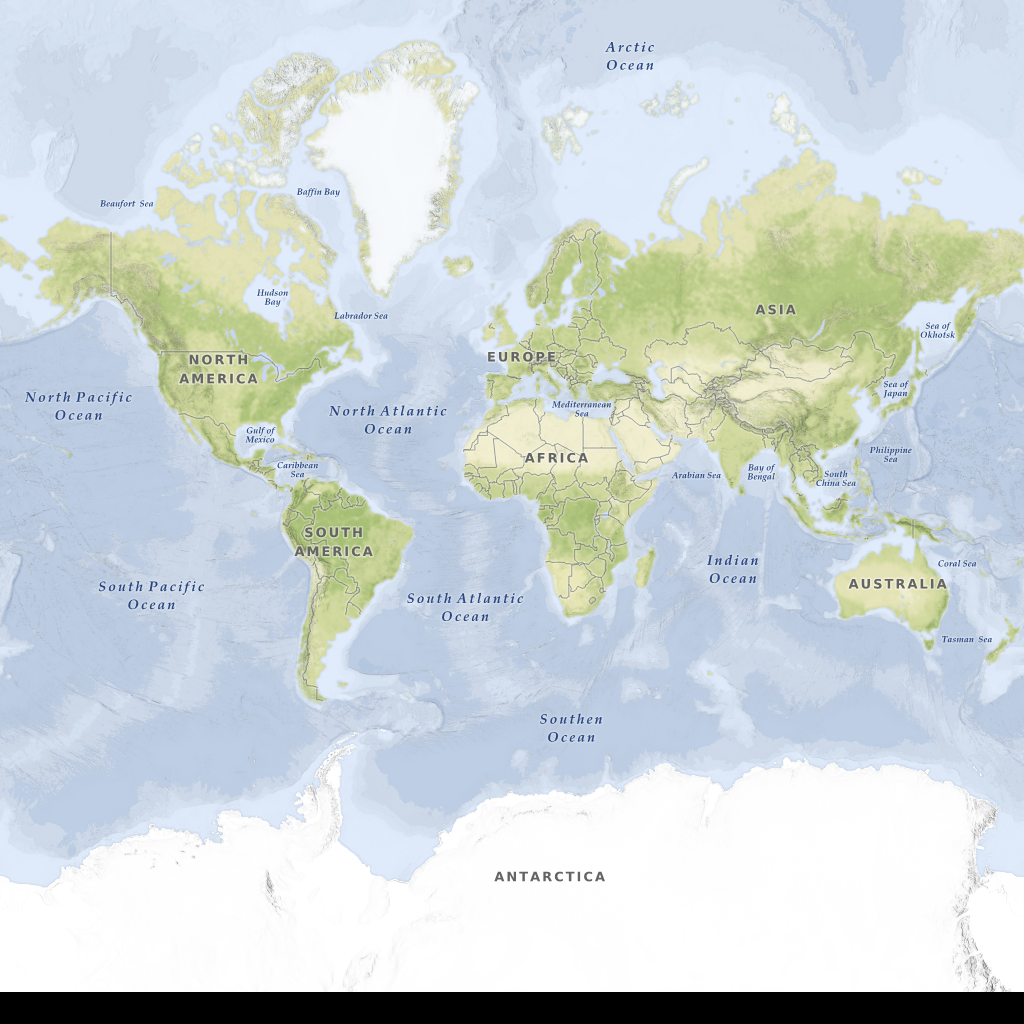 Arctic
Ocean
Baffin Bay
Beaufort Sea
Hudson
Bay
Labrador Sea
ASIA
Sea of
Okhotsk
NORTH
AMERICA
EUROPE
Sea of
Japan
North Pacific
Ocean
North Atlantic
Ocean
Mediterranean
Sea
Gulf of
Mexico
AFRICA
Philippine
Sea
Caribbean
Sea
Arabian Sea
Bay of
Bengal
South
China Sea
SOUTH
AMERICA
Indian
Ocean
Coral Sea
AUSTRALIA
South Pacific
Ocean
South Atlantic
Ocean
Tasman Sea
Southen
Ocean
ANTARCTICA